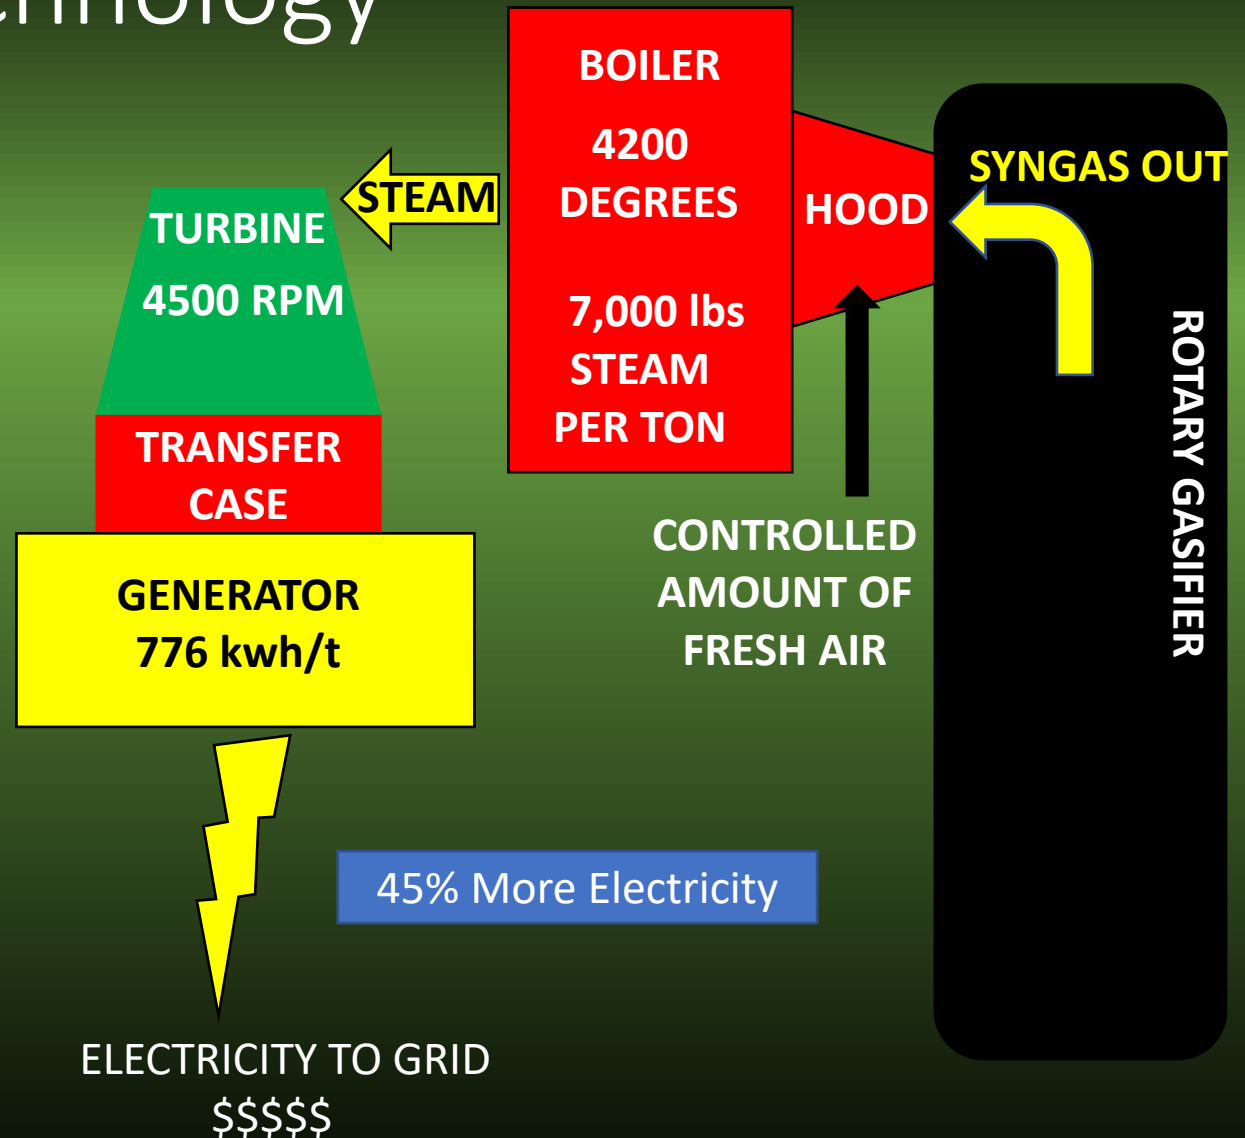 BOILER
4200
DEGREES
7,000 lbs
STEAM
PER TON
HOOD
SYNGAS OUT
ROTARY GASIFIER
STEAM
TURBINE
4500 RPM
TRANSFER
CASE
GENERATOR
776 kwh/t
CONTROLLED
AMOUNT OF
FRESH AIR
45% More Electricity
ELECTRICITY TO GRID
$$$$$